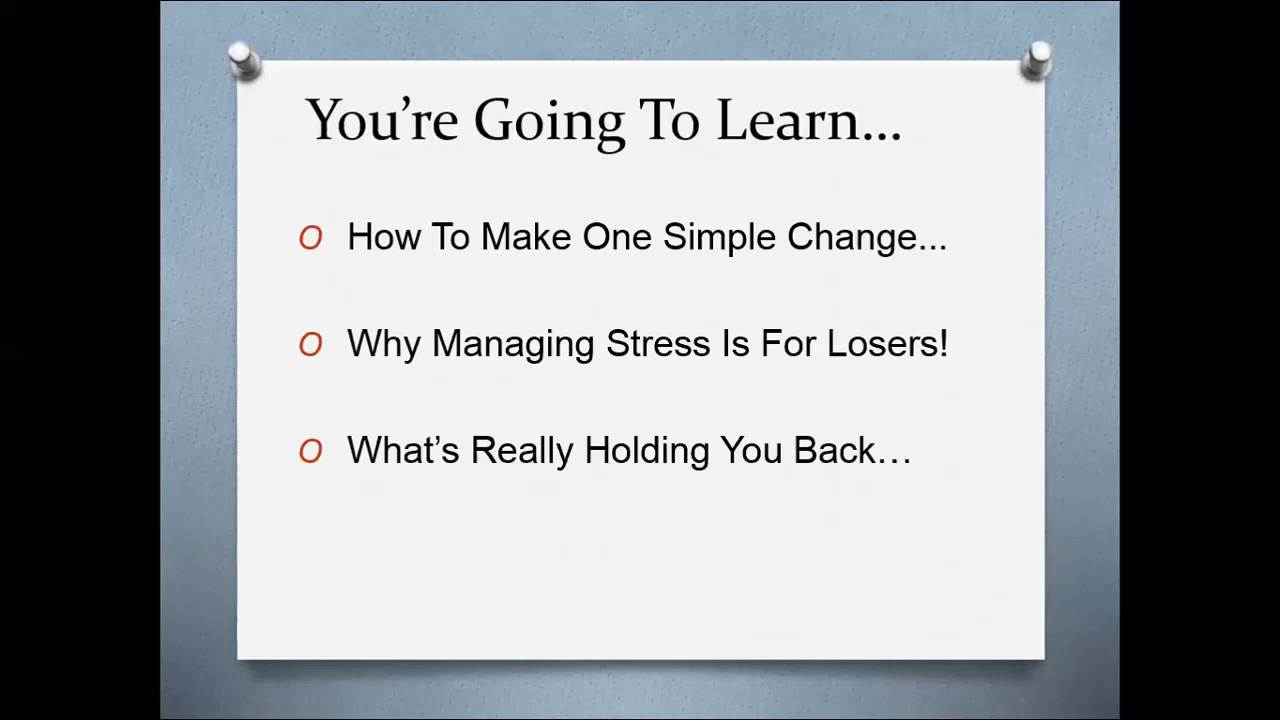 You’re Going To Learn...
O How To Make One Simple Change...
O Why Managing Stress Is For Losers!
O What’s Really Holding You Back…